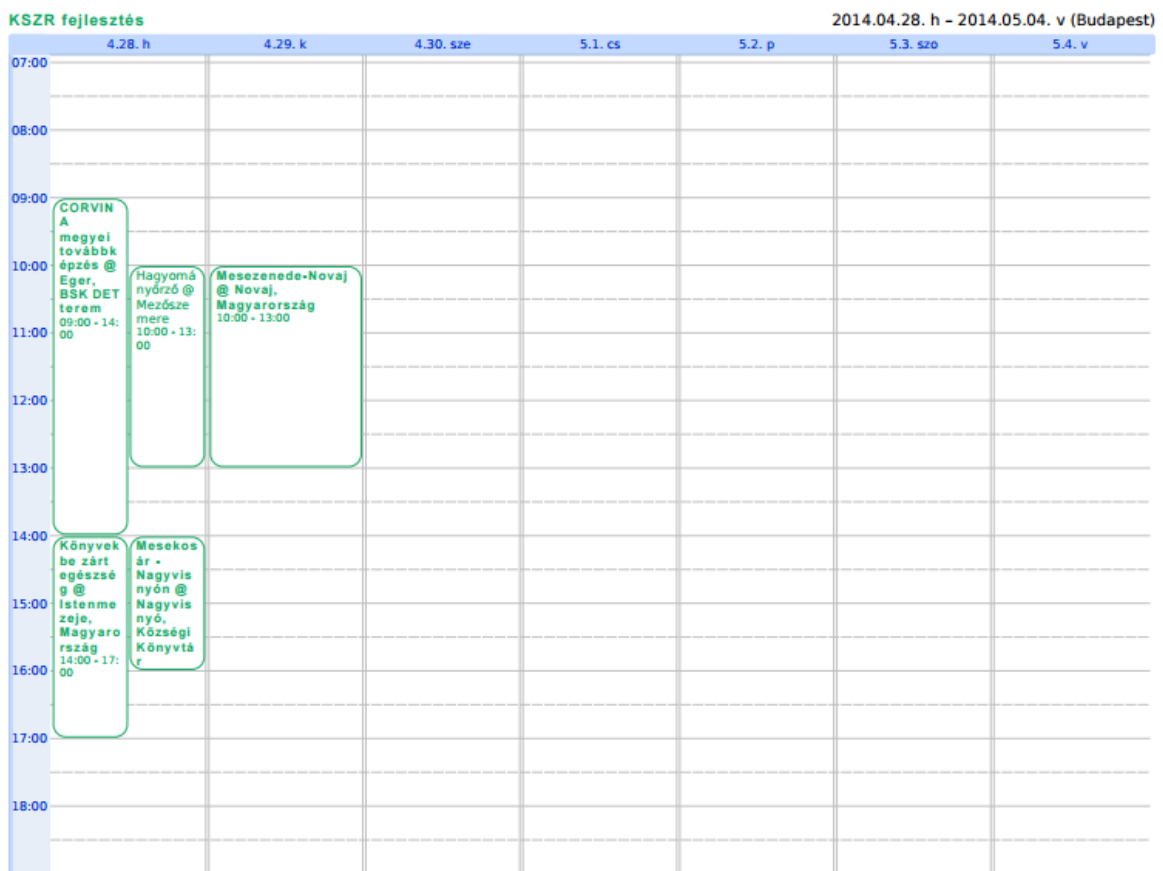 KSZR fejlesztés
2014.04.28. h – 2014.05.04. v (Budapest)
4.28. h 4.29. k 4.30. sze 5.1. cs 5.2. p 5.3. szo 5.4. v
07:00
08:00
09:00
CORVIN
A
megyei
továbbk
épzés @
Eger,
BSK DET
terem
09:00 - 14:
00
10:00
Hagyomá
nyőrző @
Mezősze
mere
10:00 - 13:
00
Mesezenede-Novaj
@ Novaj,
Magyarország
10:00 - 13:00
11:00
12:00
13:00
14:00
Könyvek
be zárt
egészsé
g @
Istenme
zeje,
Magyaro
rszág
14:00 - 17:
00
Mesekos
ár -
Nagyvis
nyón @
Nagyvis
nyó,
Községi
Könyvtá
r
15:00
16:00
17:00
18:00